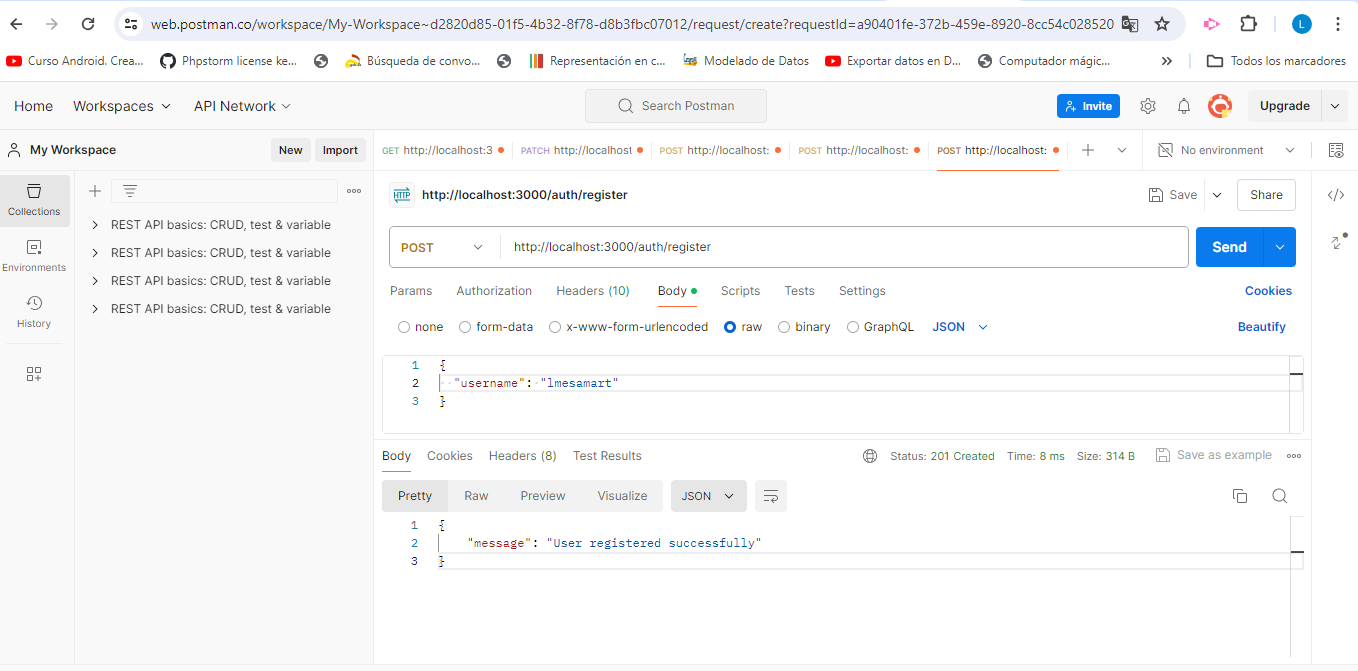 web.postman.co/workspace/My-Workspace~d2820d85-01f5-4b32-8f78-d8b3fbc07012/request/create?requestId=a90401fe-372b-459e-8920-8cc54c028520
L
Curso Android. Crea... Phpstorm license ke... Búsqueda de convo... Representación en c... Modelado de Datos Exportar datos en D... Computador mágic... » Todos los marcadores
Home Workspaces API Network Search Postman Invite Upgrade
My Workspace New Import GET http://localhost:3 PATCH http://localhost POST http://localhost: POST http://localhost: POST http://localhost: No environment
Collections
Environments
History
REST API basics: CRUD, test & variable
REST API basics: CRUD, test & variable
REST API basics: CRUD, test & variable
REST API basics: CRUD, test & variable
HTTP http://localhost:3000/auth/register Save Share
POST http://localhost:3000/auth/register Send
Params Authorization Headers (10) Body Scripts Tests Settings Cookies
none form-data x-www-form-urlencoded raw binary GraphQL JSON Beautify
1 {
2 "username": "lmesamart"
3 }
Body Cookies Headers (8) Test Results Status: 201 Created Time: 8 ms Size: 314 B Save as example
Pretty Raw Preview Visualize JSON
1 {
2 "message": "User registered successfully"
3 }